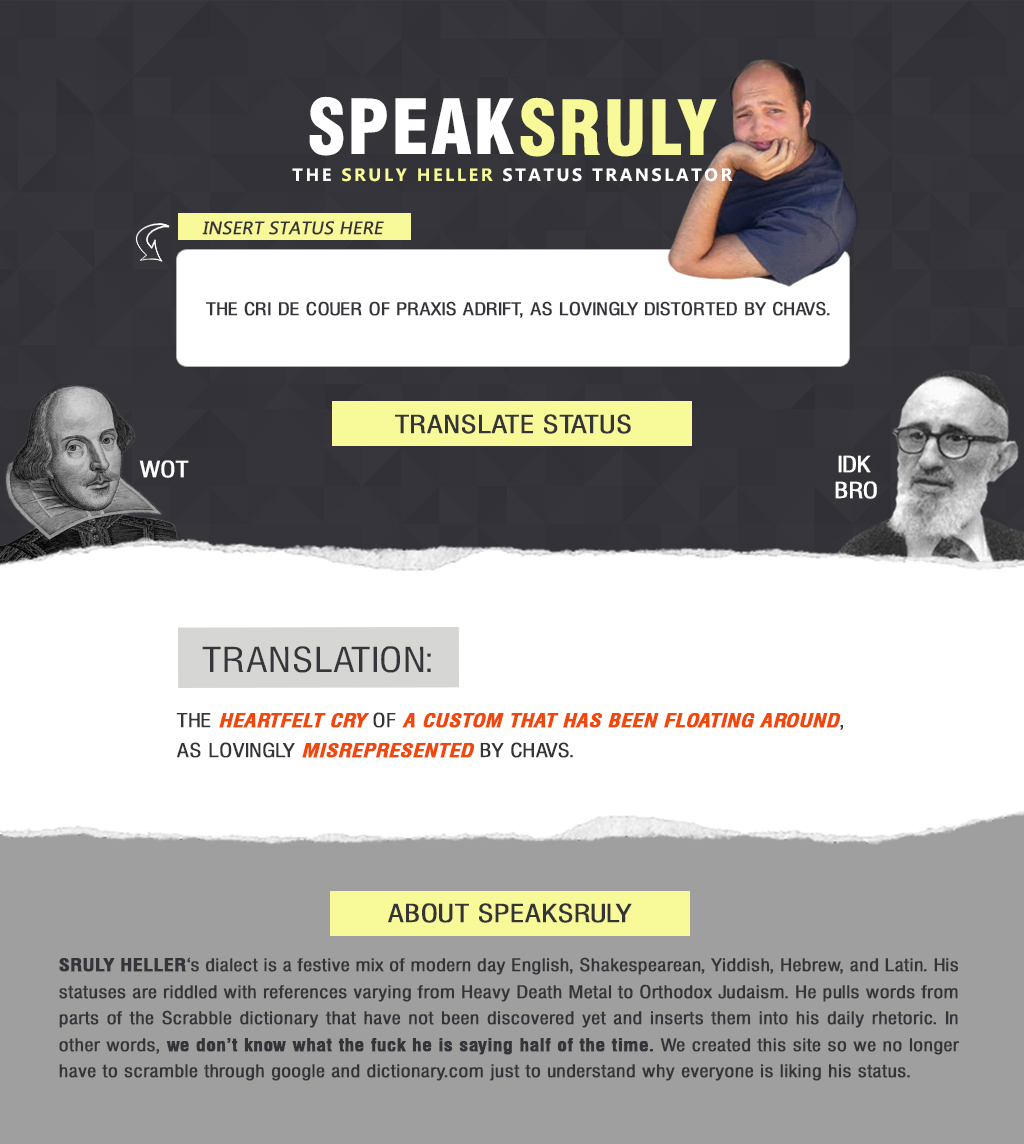 SPEAKSRULY
THE SRULY HELLER STATUS TRANSLATOR
INSERT STATUS HERE
THE CRI DE COUER OF PRAXIS ADRIFT, AS LOVINGLY DISTORTED BY CHAVS.
TRANSLATE STATUS
WOT
IDK
BRO
TRANSLATION:
THE HEARTFELT CRY OF A CUSTOM THAT HAS BEEN FLOATING AROUND,
AS LOVINGLY MISREPRESENTED BY CHAVS.
ABOUT SPEAKSRULY
SRULY HELLER‘s dialect is a festive mix of modern day English, Shakespearean, Yiddish, Hebrew, and Latin. His
statuses are riddled with references varying from Heavy Death Metal to Orthodox Judaism. He pulls words from
parts of the Scrabble dictionary that have not been discovered yet and inserts them into his daily rhetoric. In
other words, we don’t know what the fuck he is saying half of the time. We created this site so we no longer
have to scramble through google and dictionary.com just to understand why everyone is liking his status.